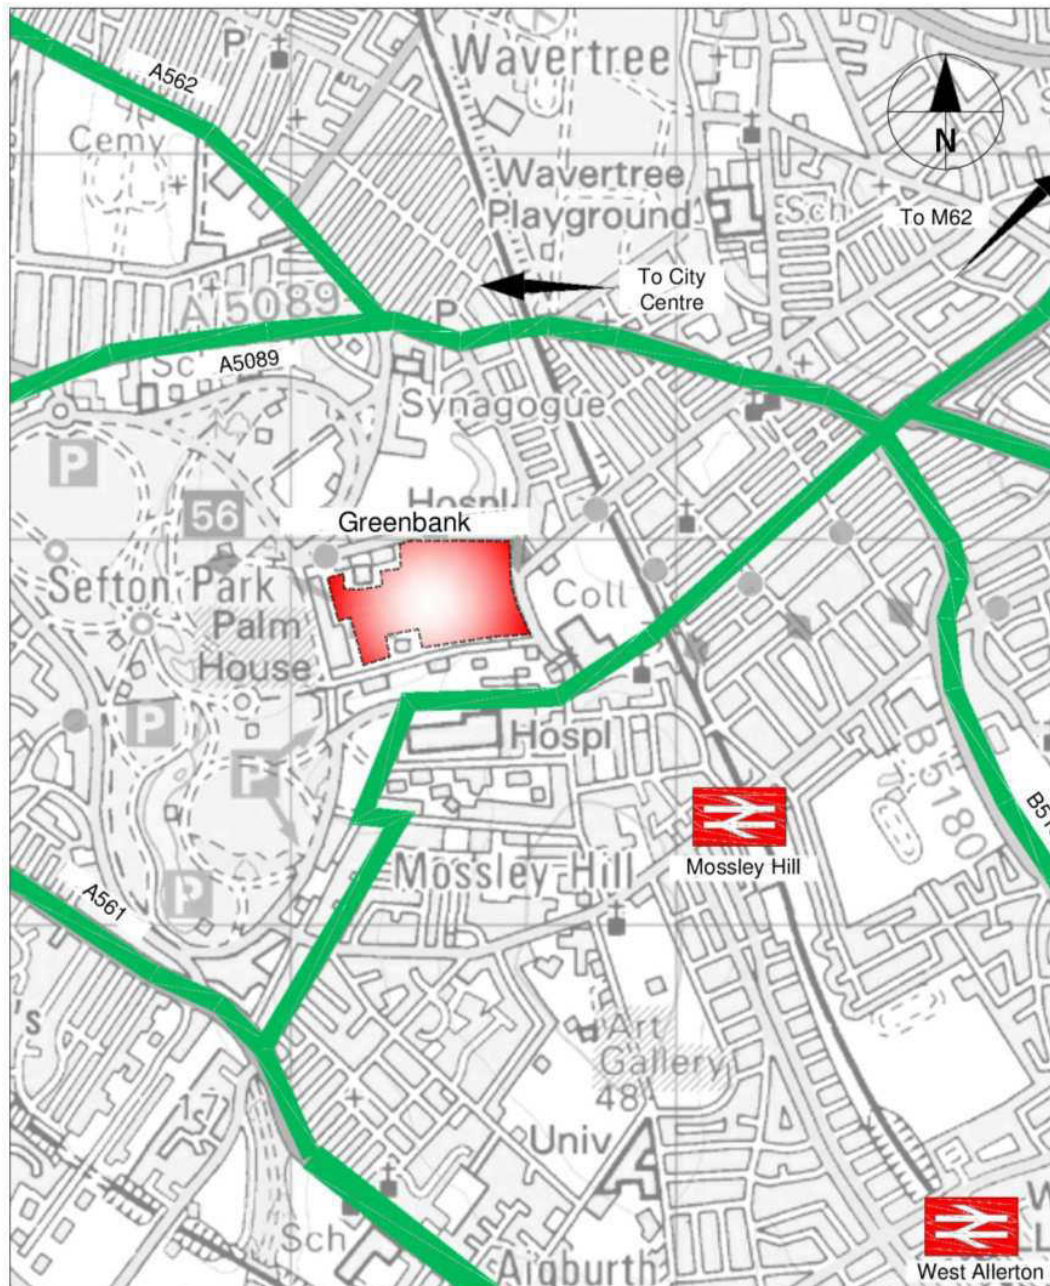 P
A562
Wavertree
Cemy
N
Wavertree
Playground
Sch
To M62
To City
Centre
A 5089
P
Sc
A5089
Synagogue
P
56
Hospl
Greenbank
Sefton Park
Coll
Palm
House
P
Hospl
P
B5180
Mossley Hill
B51
Mossley Hill
P
A561
's
Art
Gallery
48
17
Univ
Sch
Aigburth
West Allerton